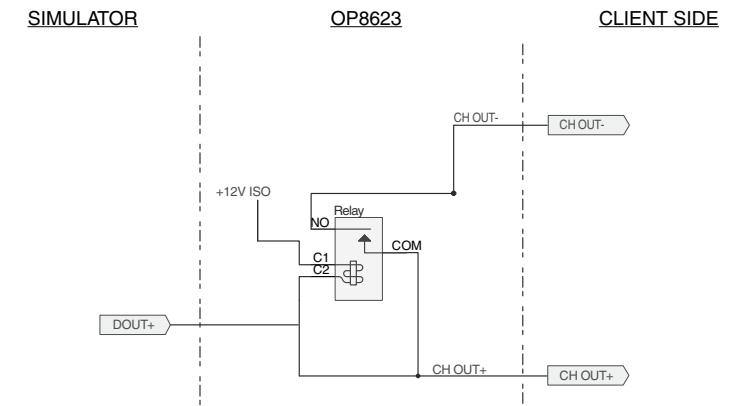 SIMULATOR OP8623 CLIENT SIDE
CH OUT- CH OUT-
+12V ISO
Relay
NO
COM
C1
C2
DOUT+
CH OUT+ CH OUT+